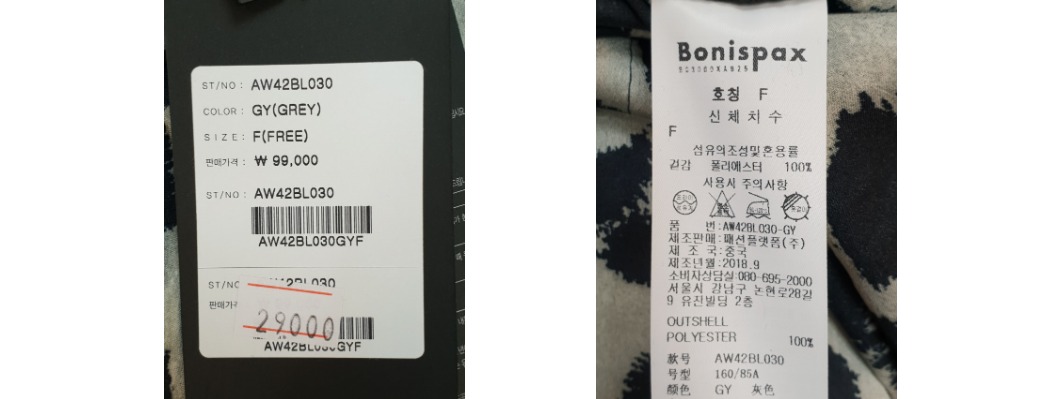 ST/NO : AW42BL030
COLOR : GY(GREY)
SIZE : F(FREE)
판매가격 : ₩ 99,000
ST/NO : AW42BL030
AW42BL030GYF
ST/NO
판매가
29000
Bonispax
호칭 F
신체치수
F
섬유의조성및혼용률
겉감 폴리에스터 100%
사용시 주의사항
품 번:AW42BL030-GY
제조판매:패션플랫폼(주)
제 조 국:중국
제조년월:2018.9
소비자상담실:080-695-2000
서울시 강남구 논현로28길
9 유진빌딩 2층
OUTSHELL
POLYESTER 100%
款号 AW42BL030
号型 160/85A
颜色 GY 灰色